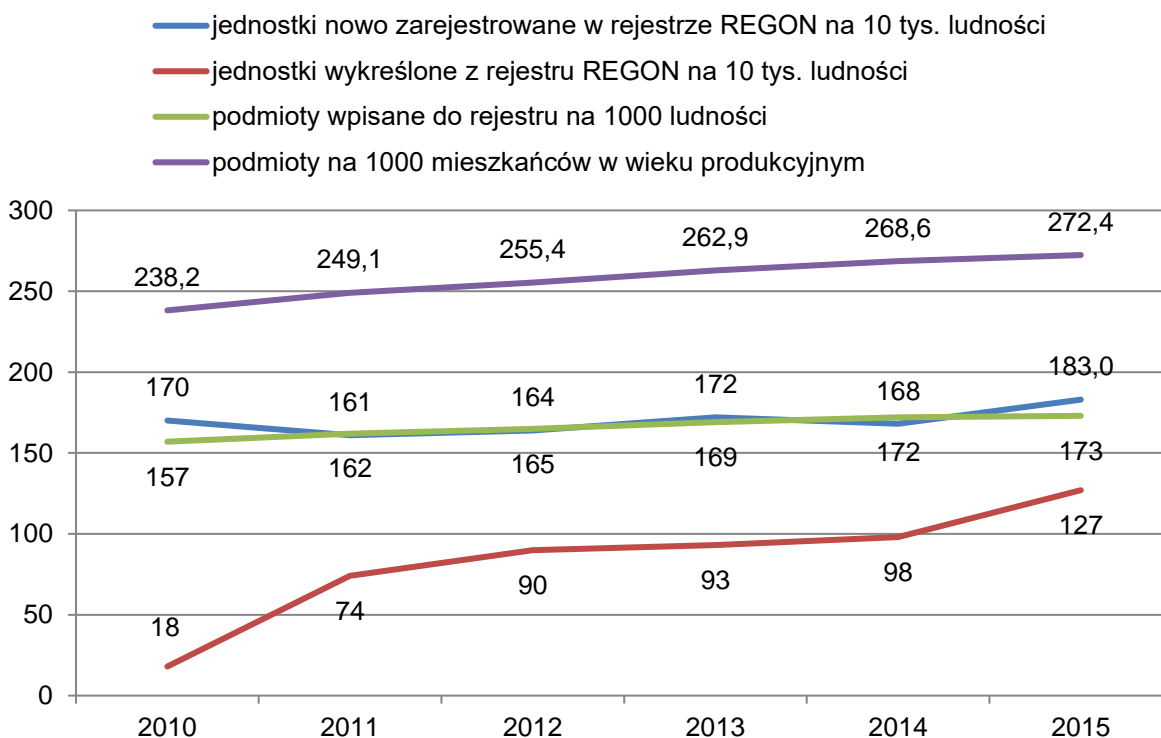 jednostki nowo zarejestrowane w rejestrze REGON na 10 tys. ludności
jednostki wykreślone z rejestru REGON na 10 tys. ludności
podmioty wpisane do rejestru na 1000 ludności
podmioty na 1000 mieszkańców w wieku produkcyjnym
300
238,2 249,1 255,4 262,9 268,6 272,4
250
200
170 161 164 172 168 183,0
150
157 162 165 169 172 173
100
18 74 90 93 98 127
50
0
2010 2011 2012 2013 2014 2015